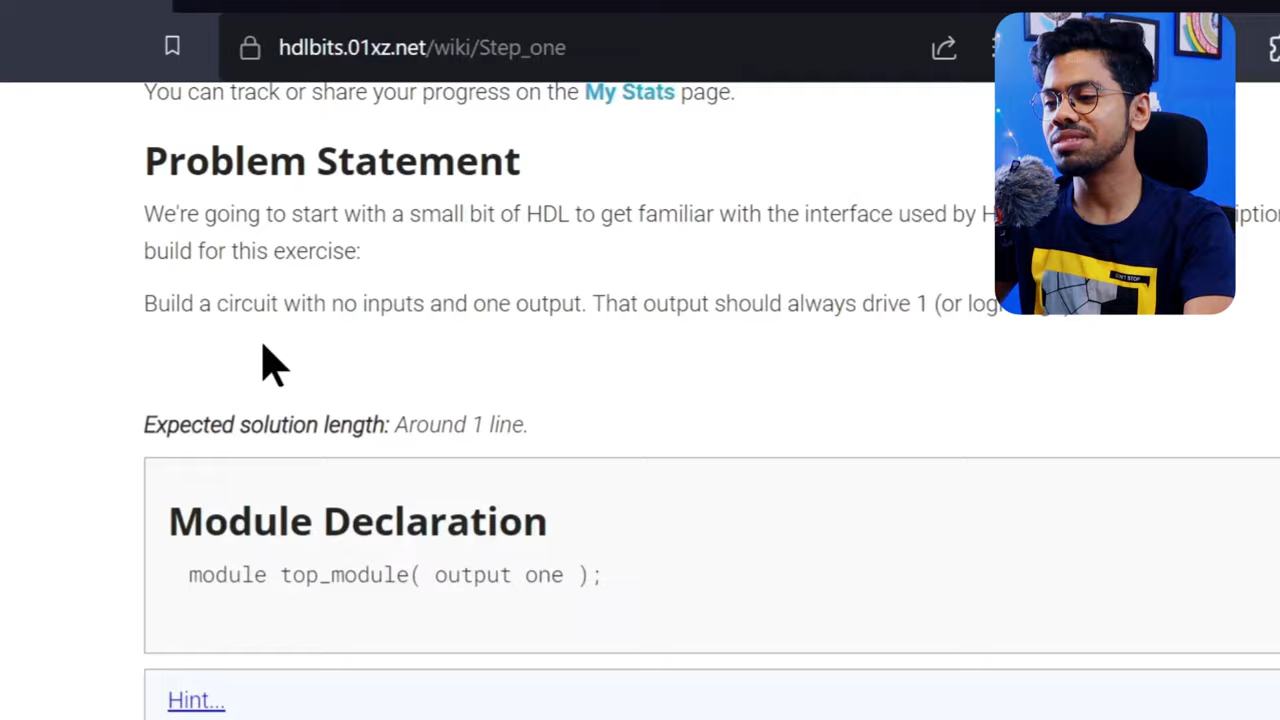 hdlbits.01xz.net/wiki/Step_one
You can track or share your progress on the My Stats page.
Problem Statement
We're going to start with a small bit of HDL to get familiar with the interface used by
build for this exercise:
Build a circuit with no inputs and one output. That output should always drive 1 (or
Expected solution length: Around 1 line.
Module Declaration
module top_module( output one );
Hint...